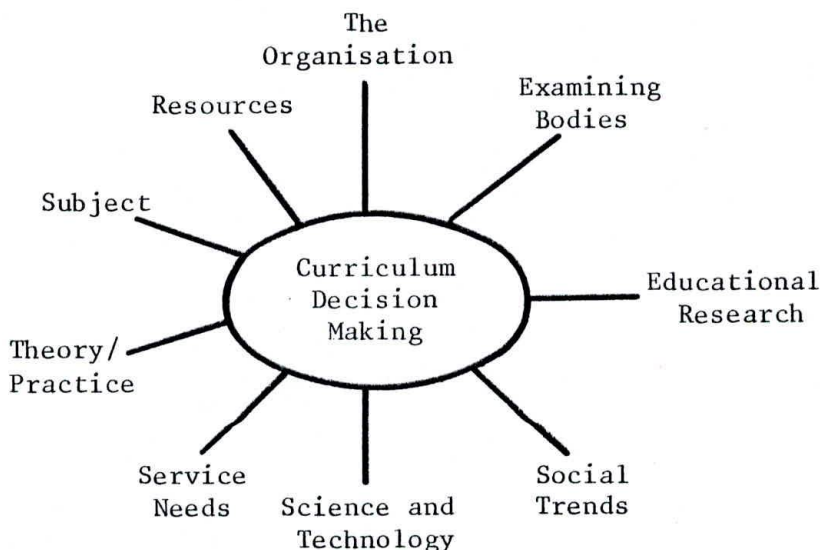 The
Organisation
Examining
Bodies
Resources
Subject
Curriculum
Decision
Making
Educational
Research
Theory/
Practice
Service
Needs
Science and
Technology
Social
Trends